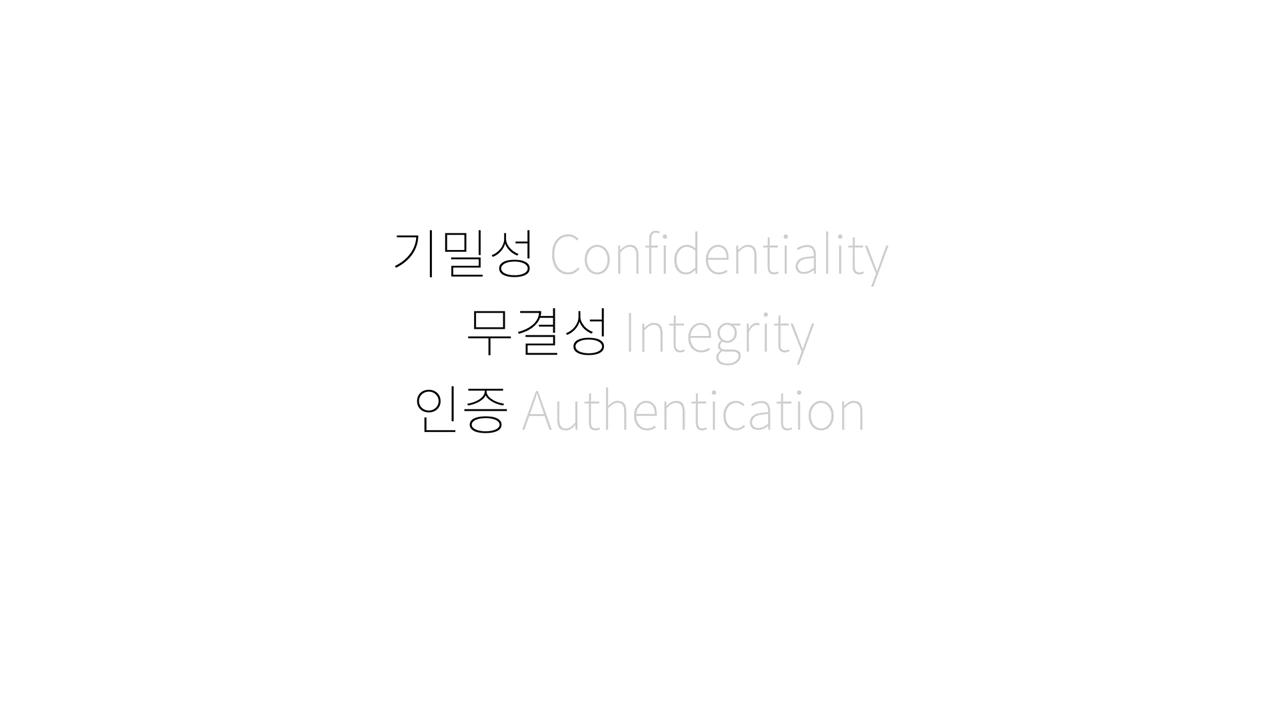 기밀성 Confidentiality
무결성 Integrity
인증 Authentication